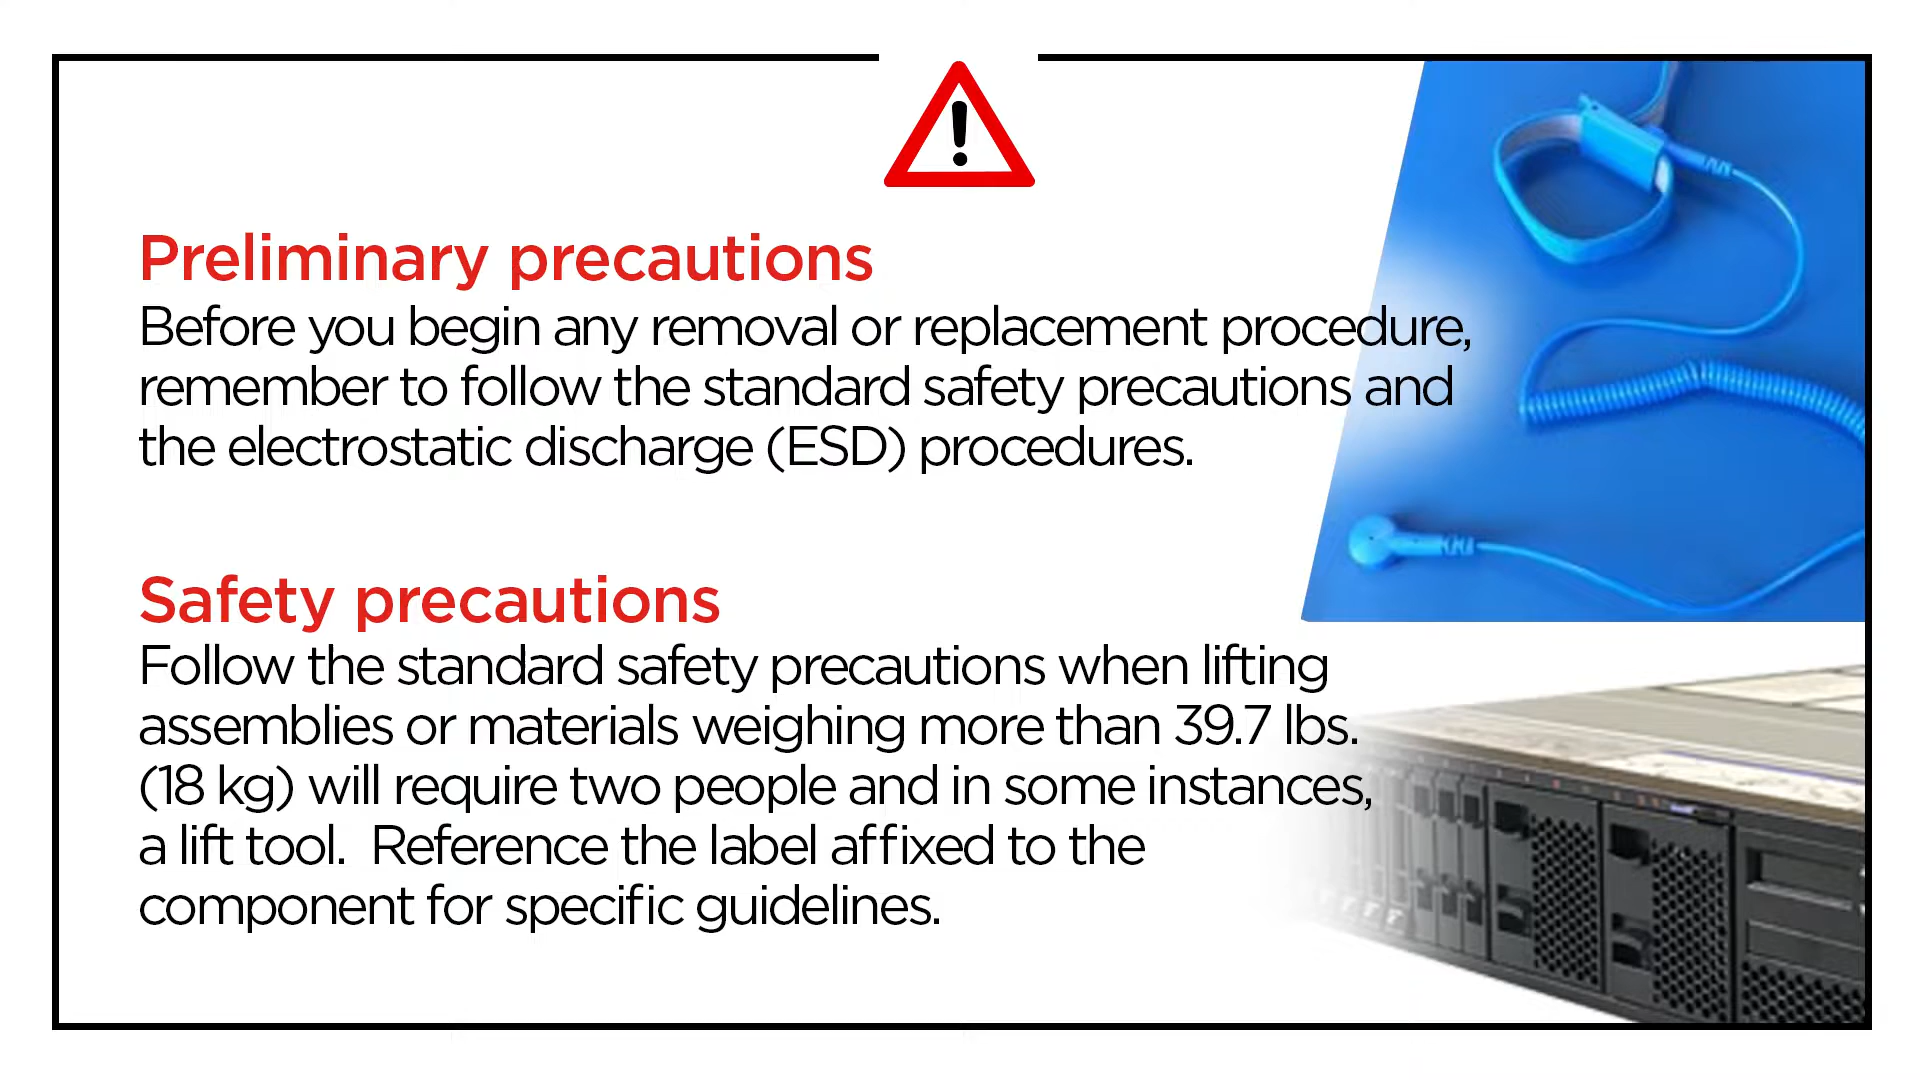 Preliminary precautions
Before you begin any removal or replacement procedure,
remember to follow the standard safety precautions and
the electrostatic discharge (ESD) procedures.
Safety precautions
Follow the standard safety precautions when lifting
assemblies or materials weighing more than 39.7 lbs.
(18 kg) will require two people and in some instances,
a lift tool.  Reference the label affixed to the
component for specific guidelines.